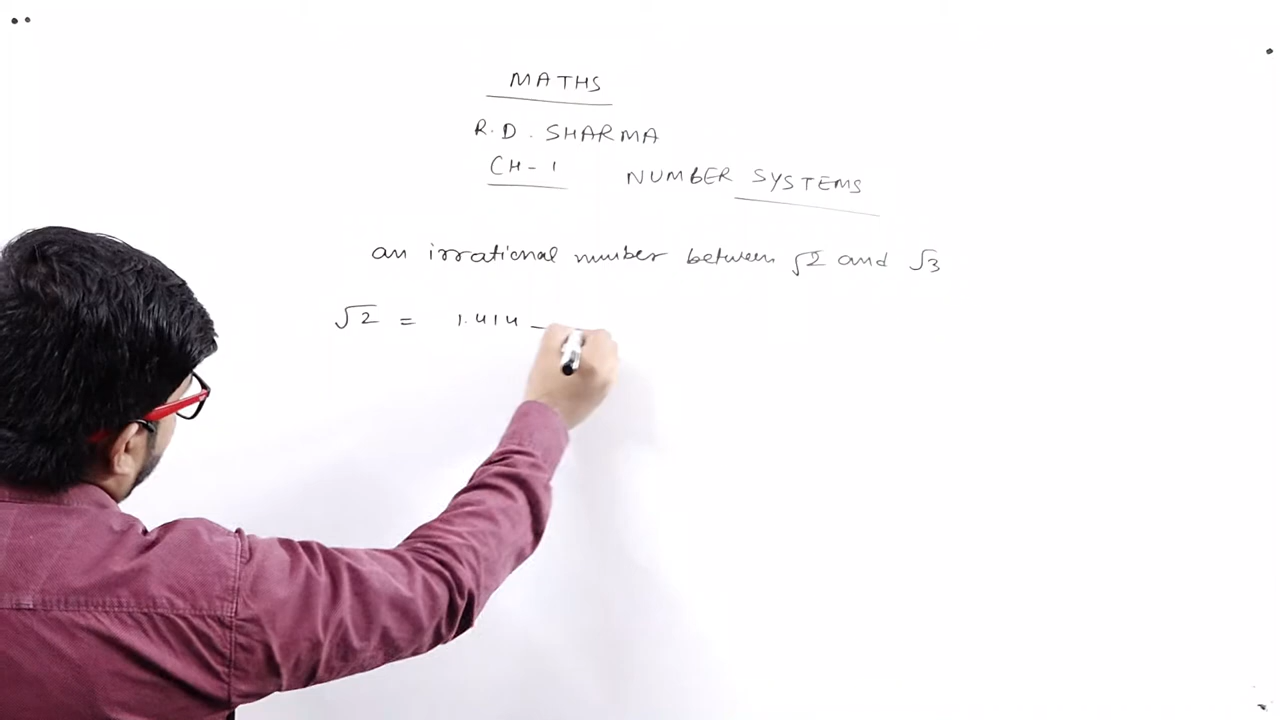 MATHS
R.D. SHARMA
CH-1 NUMBER SYSTEMS
an irrational number between √2 and √3
√2 = 1.414